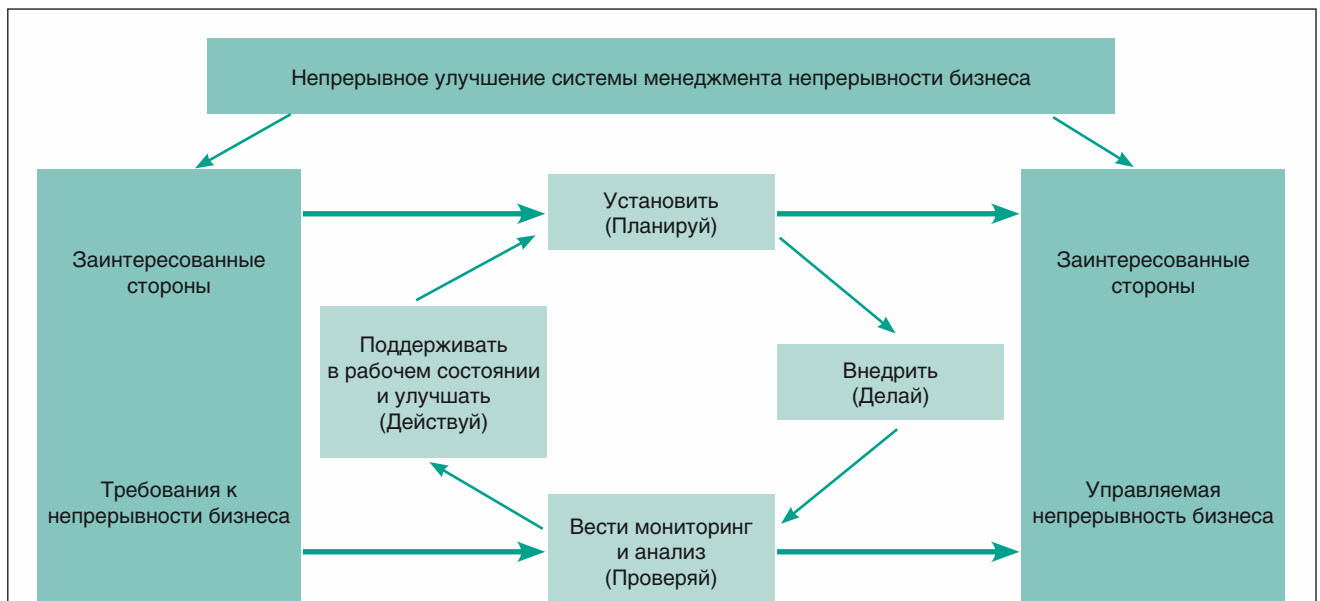 Непрерывное улучшение системы менеджмента непрерывности бизнеса
Заинтересованные
стороны
Требования к
непрерывности бизнеса
Установить
(Планируй)
Поддерживать
в рабочем состоянии
и улучшать
(Действуй)
Внедрить
(Делай)
Вести мониторинг
и анализ
(Проверяй)
Заинтересованные
стороны
Управляемая
непрерывность бизнеса